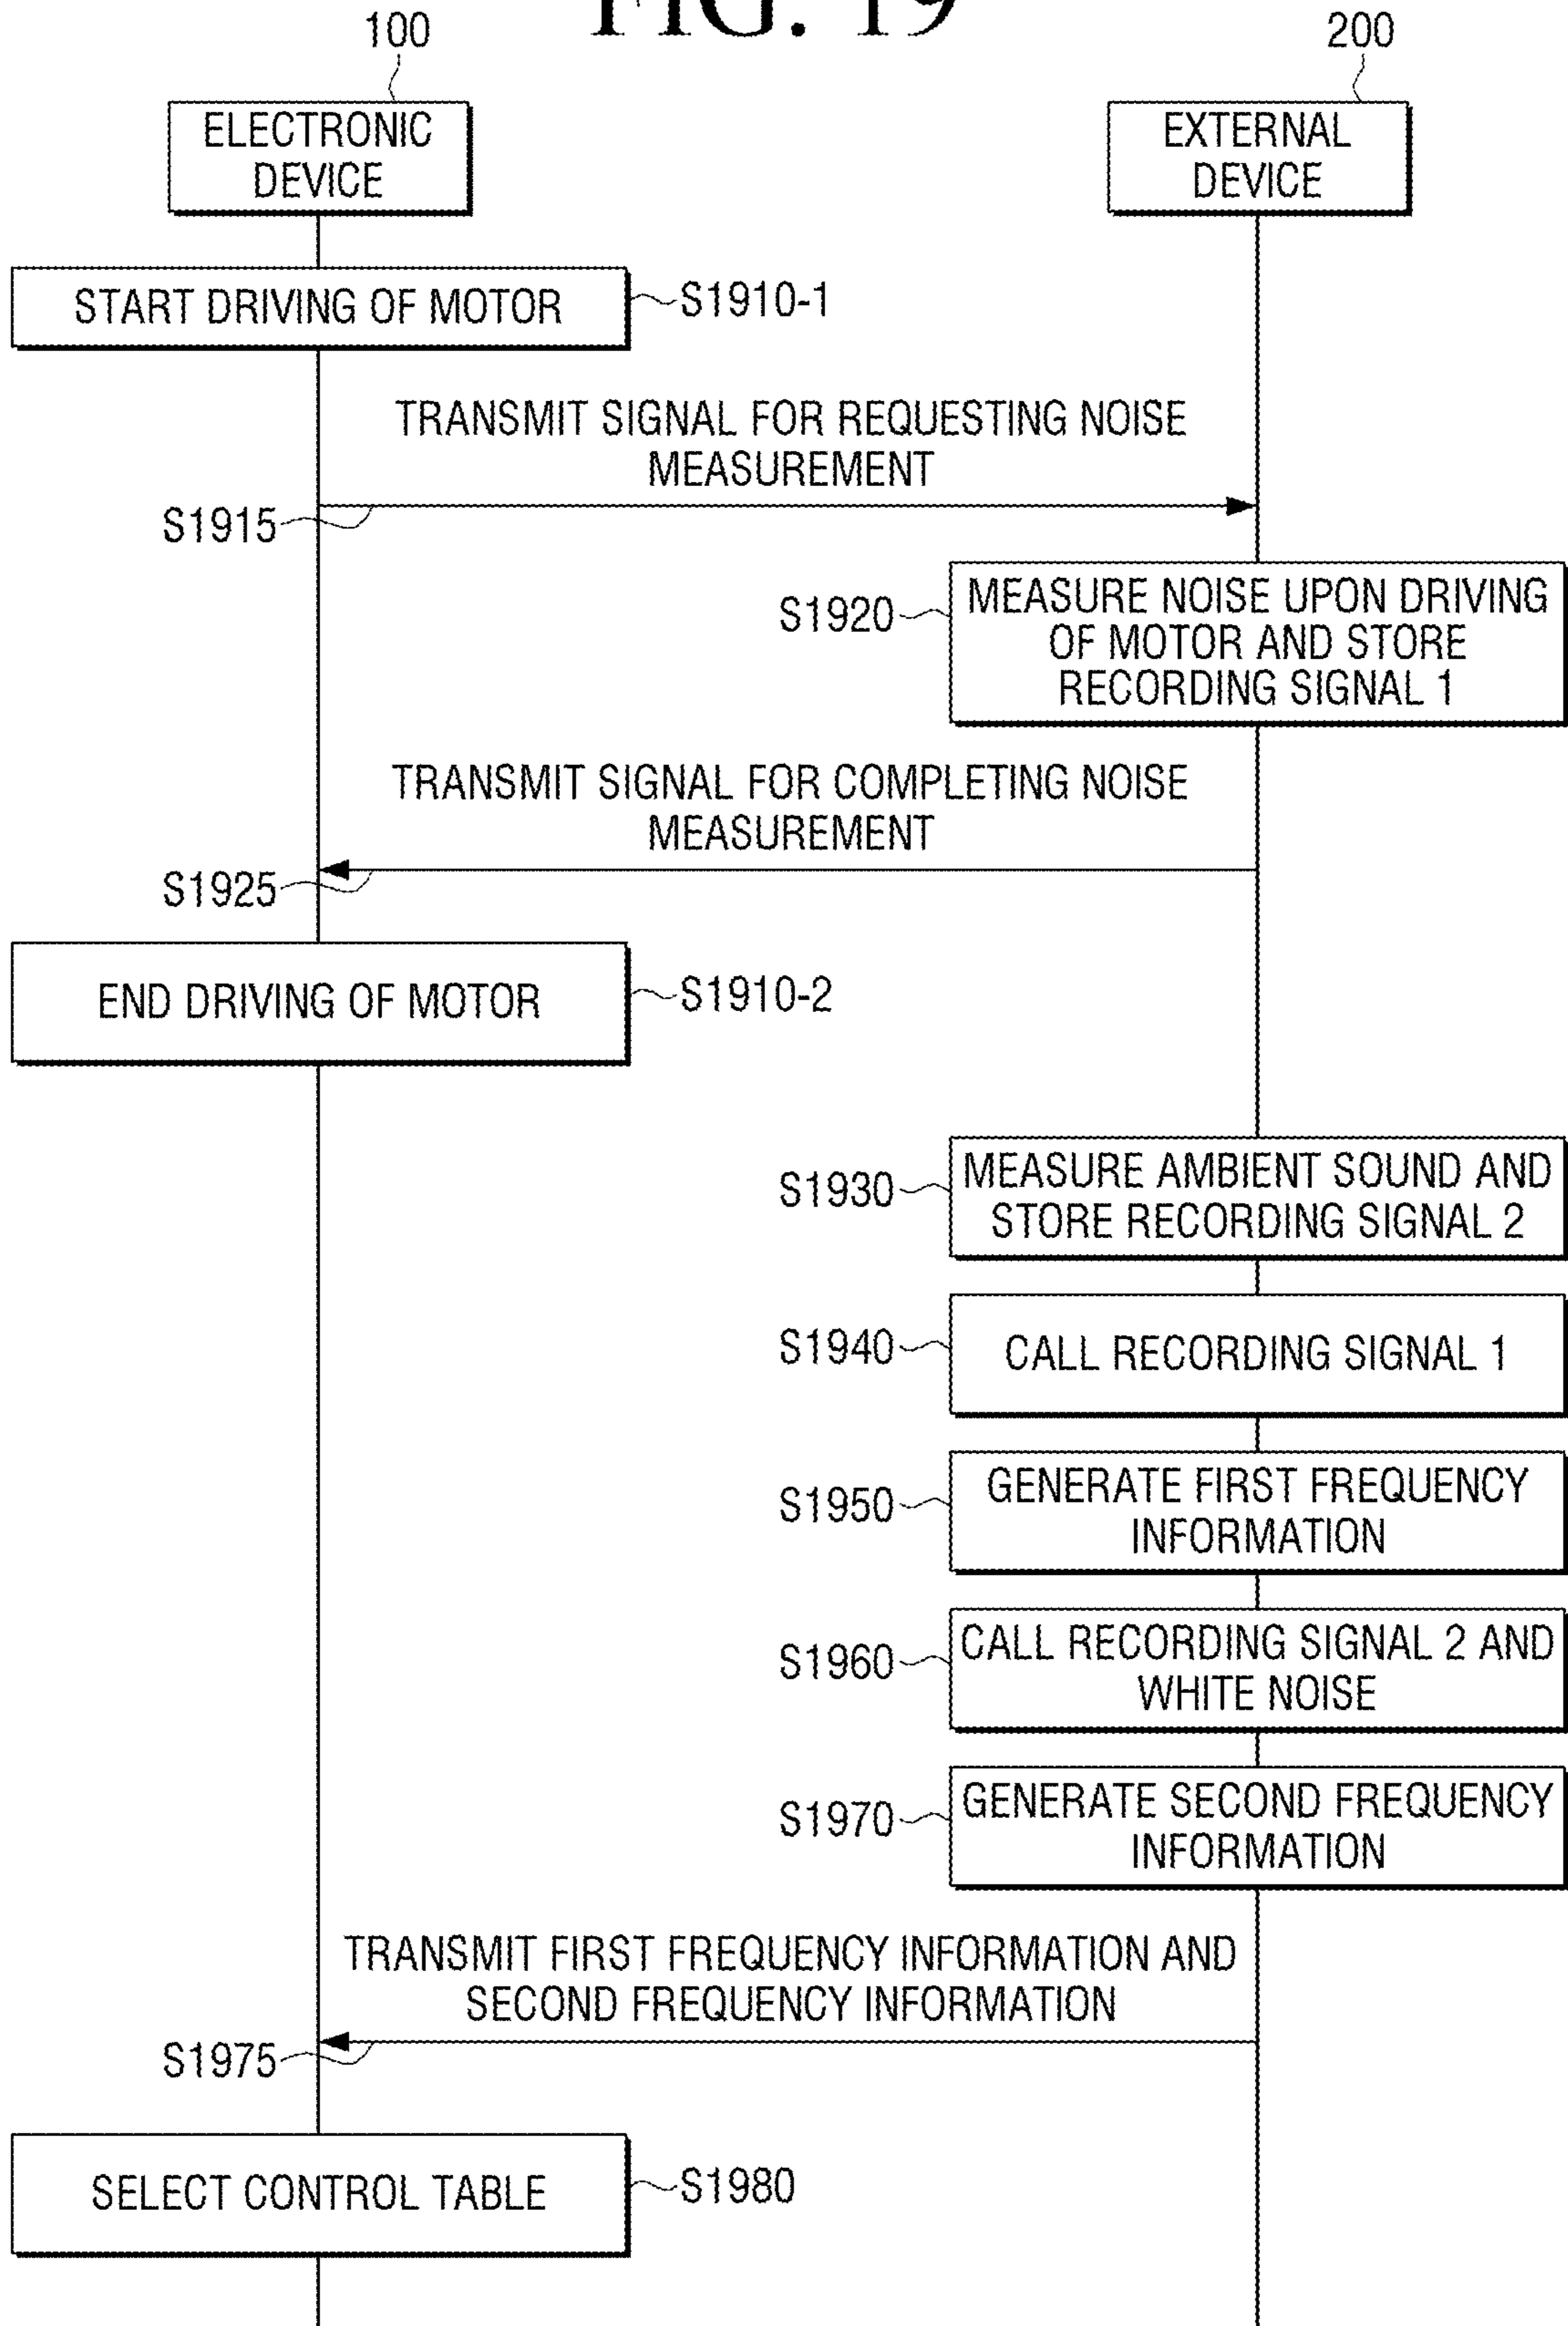 FIG. 19
100
200
ELECTRONIC
DEVICE
EXTERNAL
DEVICE
START DRIVING OF MOTOR
S1910-1
TRANSMIT SIGNAL FOR REQUESTING NOISE
MEASUREMENT
S1915
S1920
MEASURE NOISE UPON DRIVING
OF MOTOR AND STORE
RECORDING SIGNAL 1
TRANSMIT SIGNAL FOR COMPLETING NOISE
MEASUREMENT
S1925
END DRIVING OF MOTOR
S1910-2
S1930
MEASURE AMBIENT SOUND AND
STORE RECORDING SIGNAL 2
S1940
CALL RECORDING SIGNAL 1
S1950
GENERATE FIRST FREQUENCY
INFORMATION
S1960
CALL RECORDING SIGNAL 2 AND
WHITE NOISE
S1970
GENERATE SECOND FREQUENCY
INFORMATION
TRANSMIT FIRST FREQUENCY INFORMATION AND
SECOND FREQUENCY INFORMATION
S1975
SELECT CONTROL TABLE
S1980